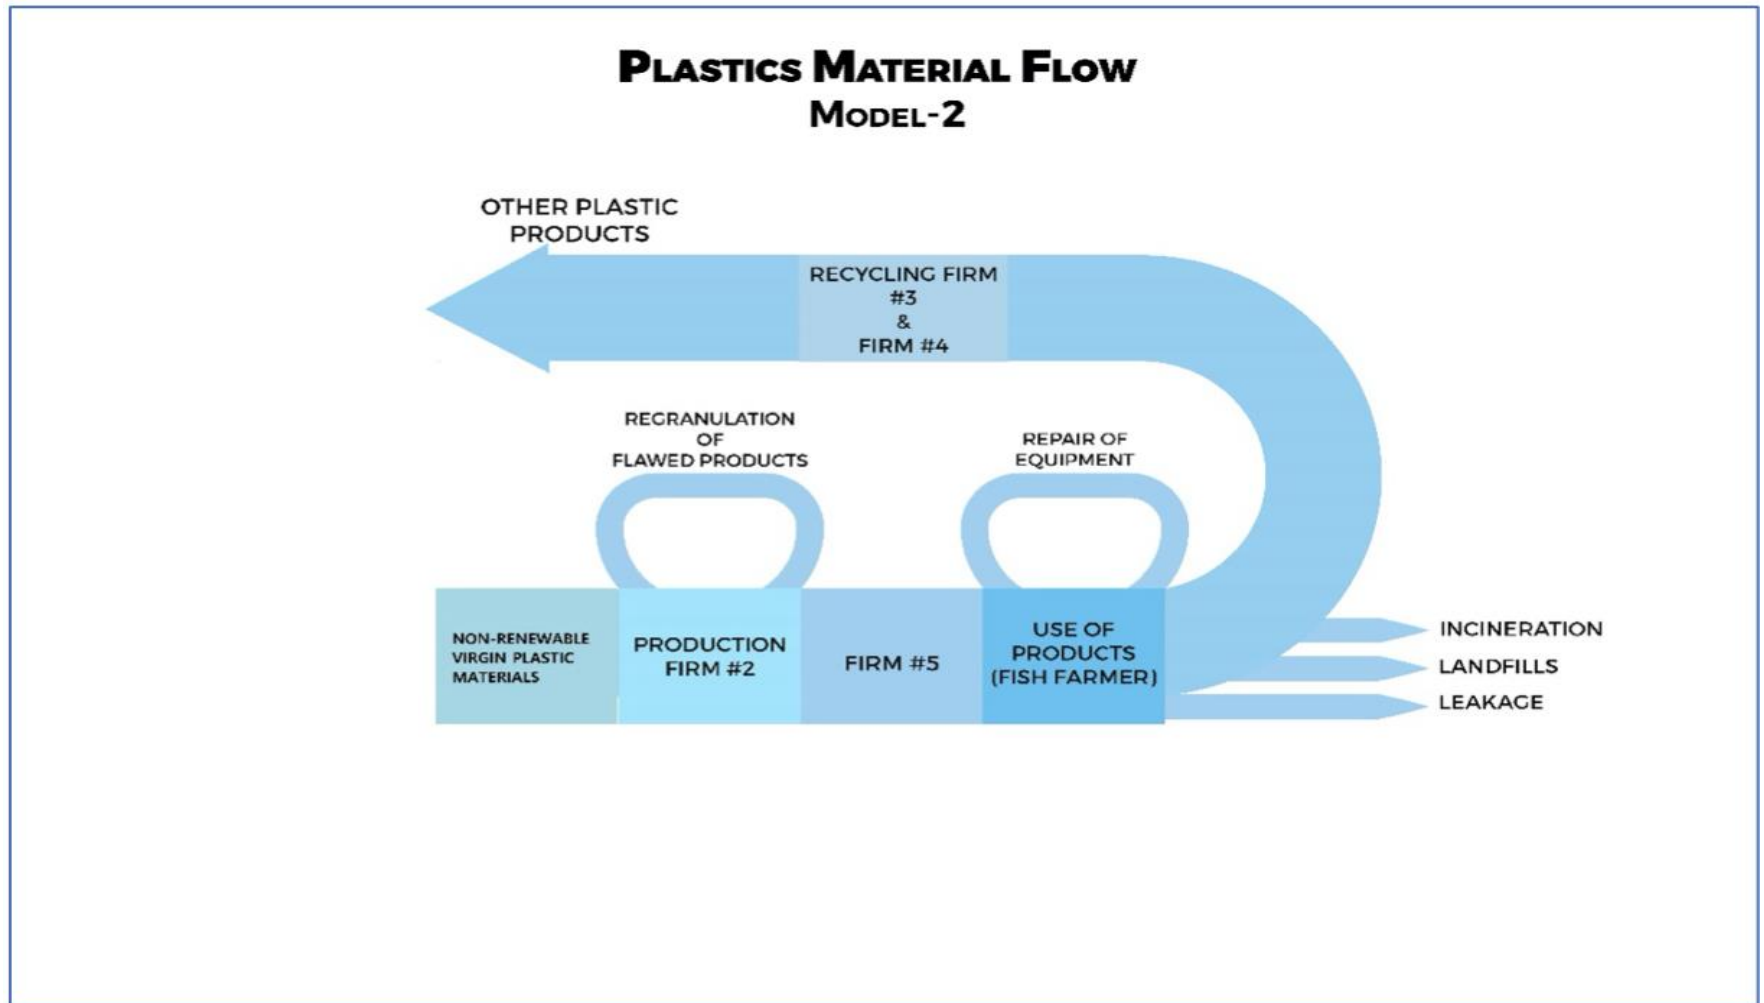 PLASTICS MATERIAL FLOW
MODEL-2
OTHER PLASTIC
PRODUCTS
RECYCLING FIRM
#3
&
FIRM #4
REGRANULATION
OF
FLAWED PRODUCTS
REPAIR OF
EQUIPMENT
NON-RENEWABLE
VIRGIN PLASTIC
MATERIALS
PRODUCTION
FIRM #2
FIRM #5
USE OF
PRODUCTS
(FISH FARMER)
INCINERATION
LANDFILLS
LEAKAGE